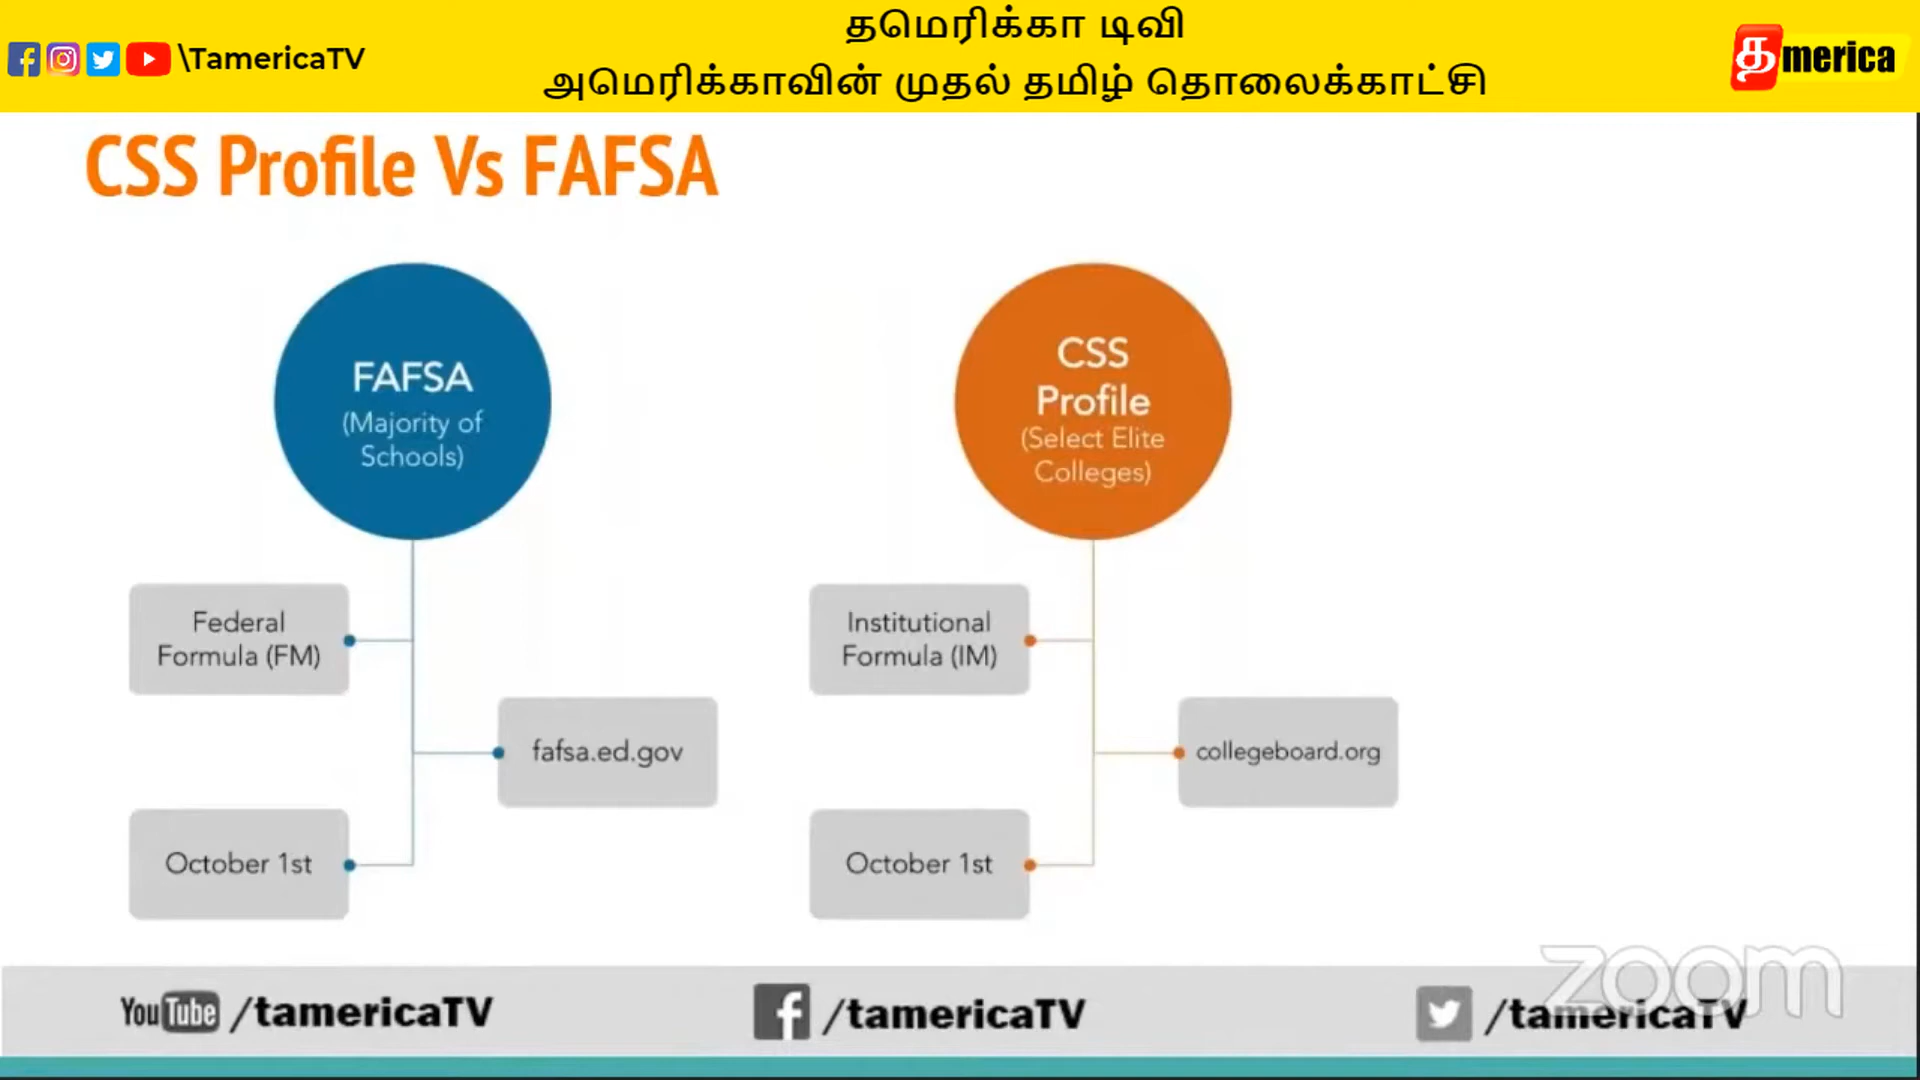 \TamericaTV
தமெரிக்கா டிவி
அமெரிக்காவின் முதல் தமிழ் தொலைக்காட்சி
தmerica
CSS Profile Vs FAFSA
FAFSA
(Majority of
Schools)
Federal
Formula (FM)
fafsa.ed.gov
October 1st
CSS
Profile
(Select Elite
Colleges)
Institutional
Formula (IM)
collegeboard.org
October 1st
zoom
YouTube /tamericaTV
/tamericaTV
/tamericaTV